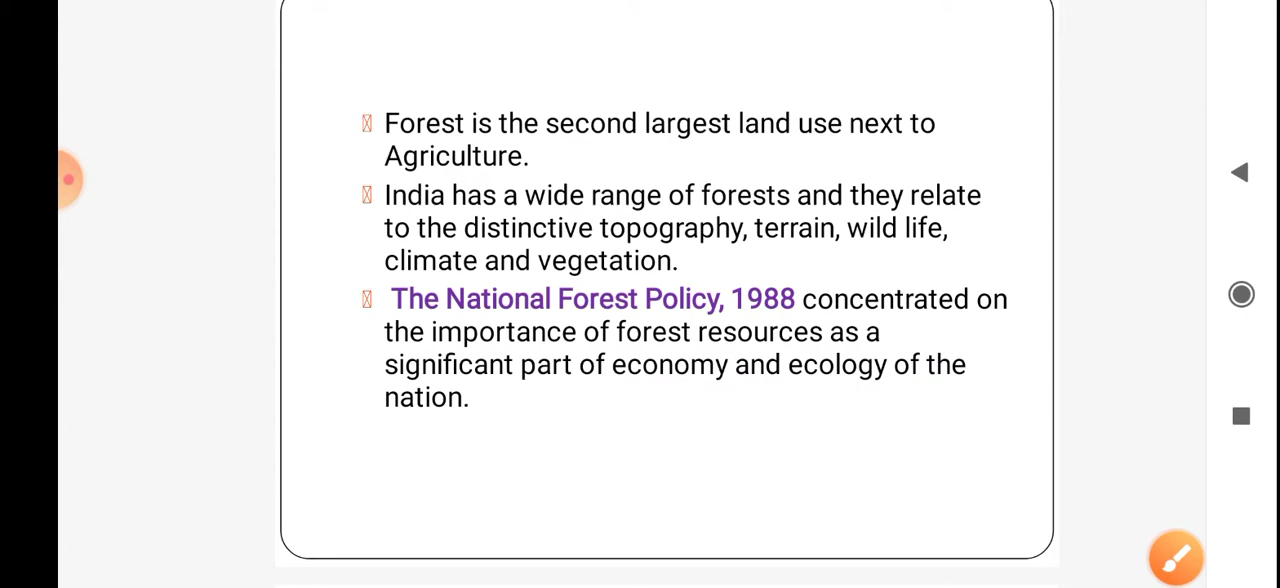 Forest is the second largest land use next to
Agriculture.
India has a wide range of forests and they relate
to the distinctive topography, terrain, wild life,
climate and vegetation.
The National Forest Policy, 1988 concentrated on
the importance of forest resources as a
significant part of economy and ecology of the
nation.